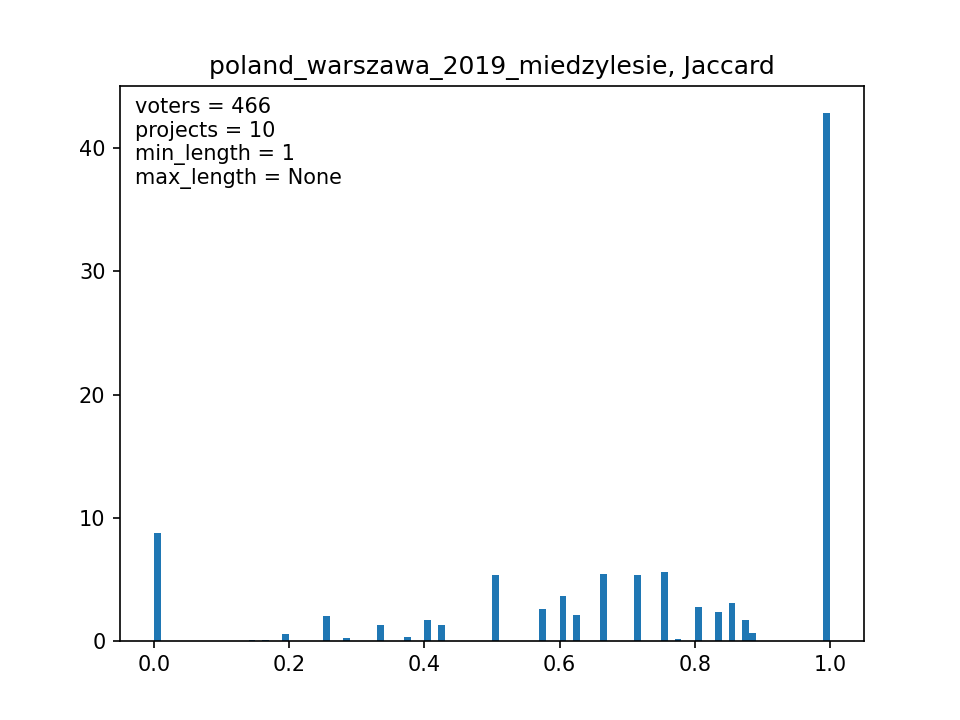 poland_warszawa_2019_miedzylesie, Jaccard
voters = 466
projects = 10
min_length = 1
max_length = None
40
30
20
10
0
0.0 0.2 0.4 0.6 0.8 1.0